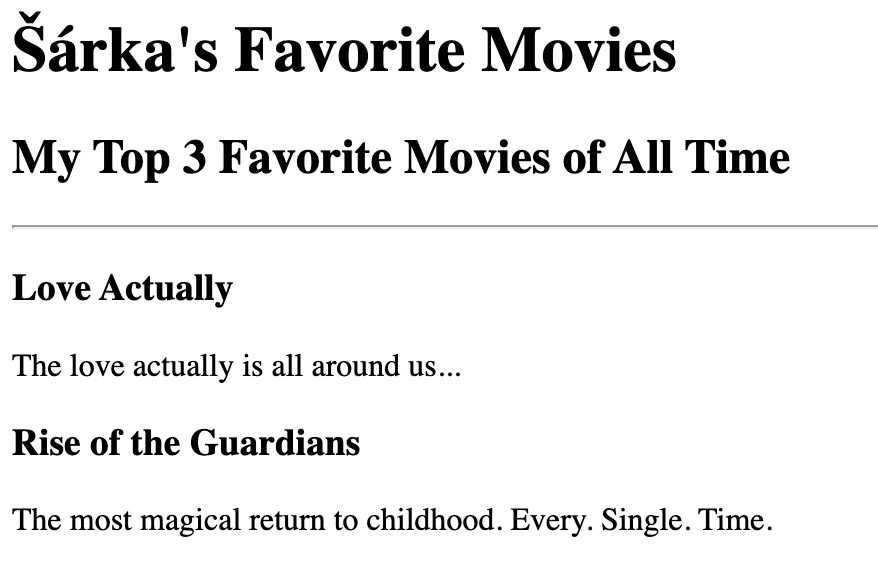 Šárka's Favorite Movies
My Top 3 Favorite Movies of All Time
Love Actually
The love actually is all around us...
Rise of the Guardians
The most magical return to childhood. Every. Single. Time.